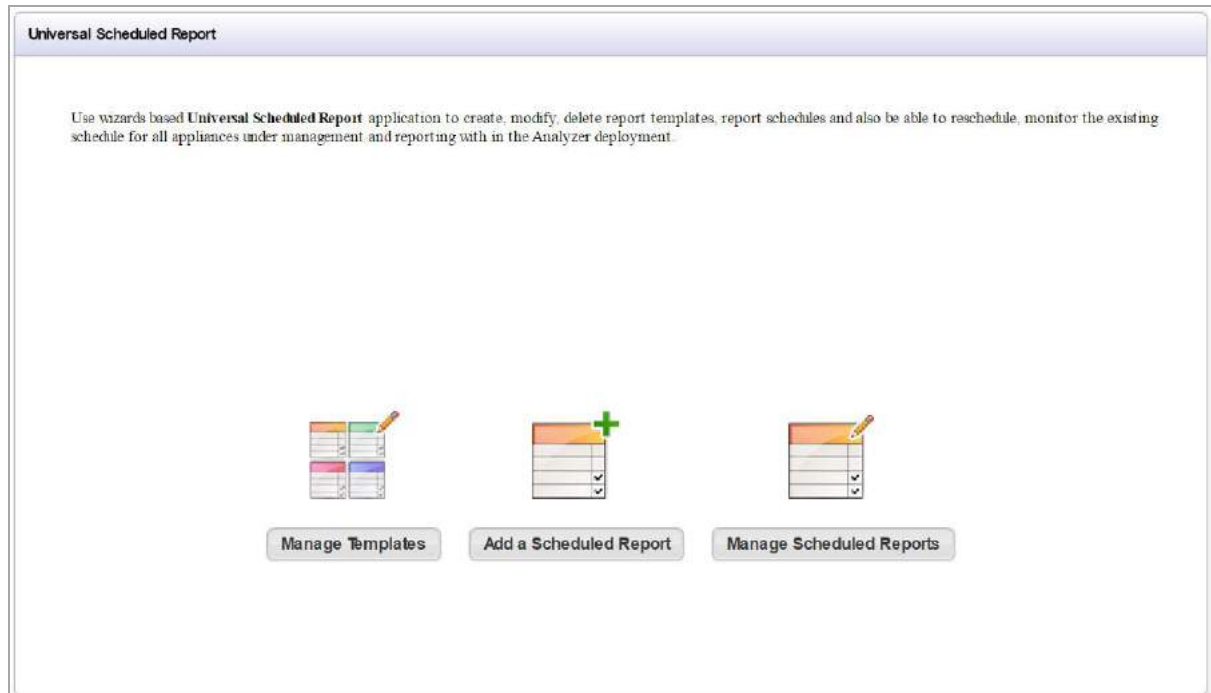 Universal Scheduled Report
Use wizards based Universal Scheduled Report application to create, modify, delete report templates, report schedules and also be able to reschedule, monitor the existing
schedule for all appliances under management and reporting with in the Analyzer deployment.
Manage Templates
Add a Scheduled Report
Manage Scheduled Reports